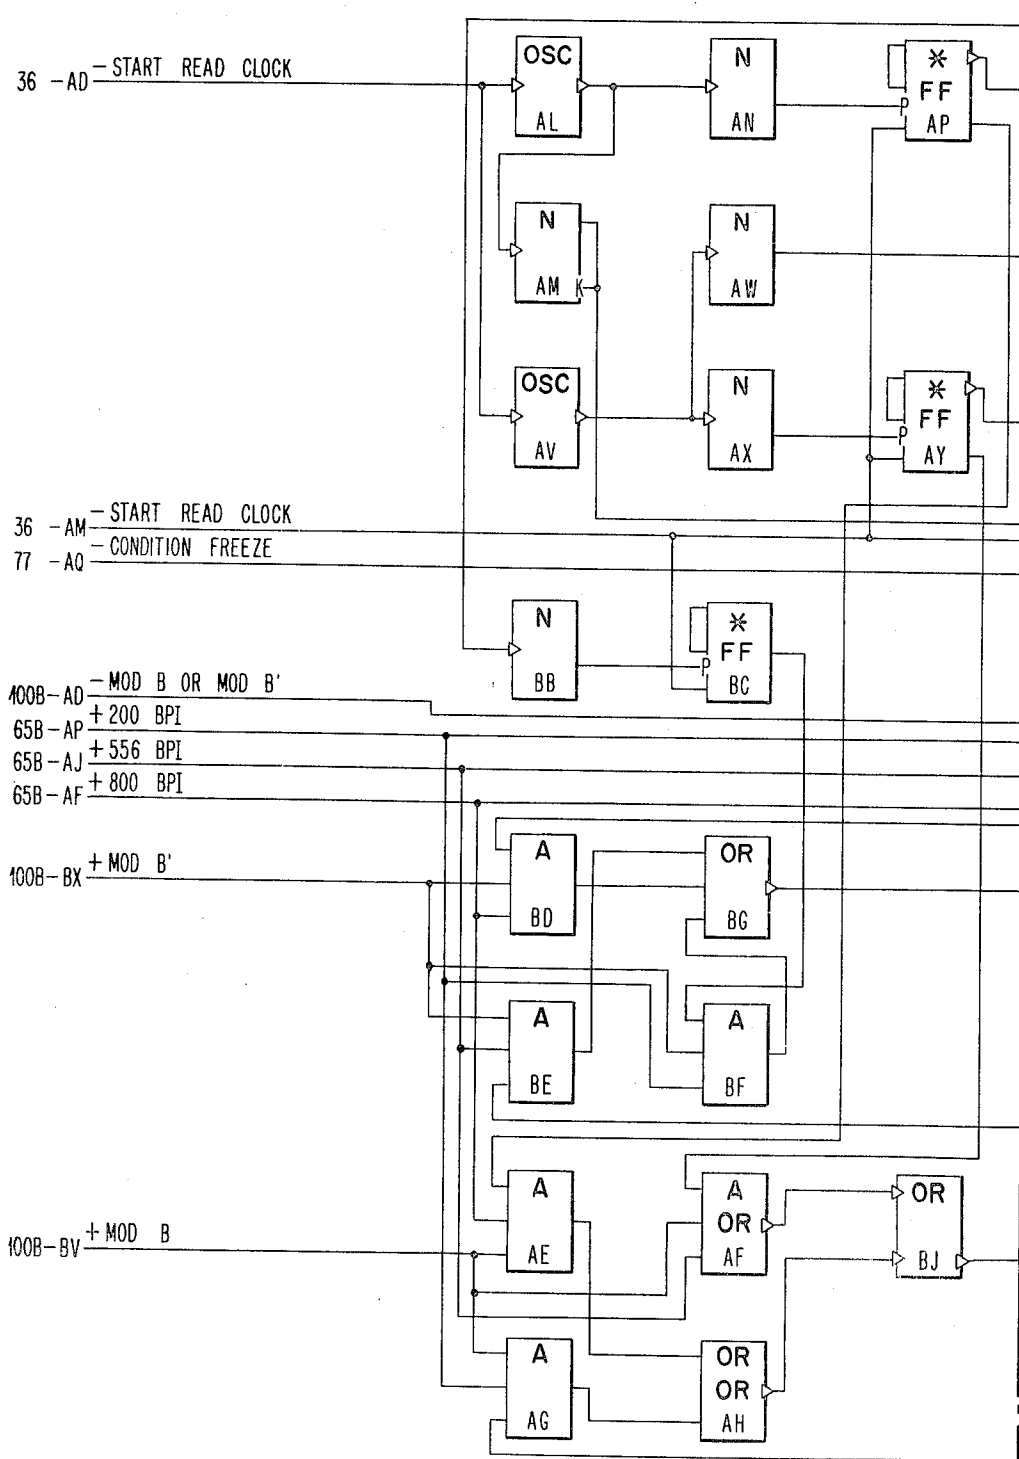 OSC
AL
N
AN
*
FF
P
AP
36 -AD -START READ CLOCK
N
AM K
N
AW
OSC
AV
N
AX
*
FF
P
AY
36 -AM -START READ CLOCK
77 -AQ -CONDITION FREEZE
N
BB
*
FF
P
BC
100B-AD -MOD B OR MOD B'
65B-AP +200 BPI
65B-AJ +556 BPI
65B-AF +800 BPI
100B-BX +MOD B'
A
BD
OR
BG
A
BE
A
BF
A
AE
A
OR
AF
OR
BJ
100B-BV +MOD B
A
AG
OR
OR
AH